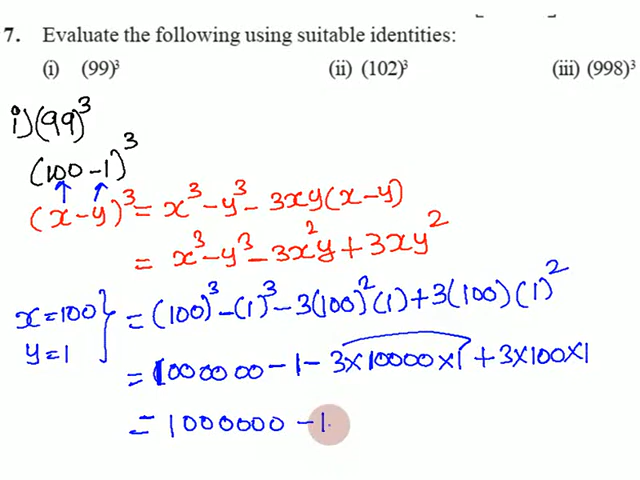 7. Evaluate the following using suitable identities:
(i) (99)³ (ii) (102)³ (iii) (998)³
i) (99)³
(100 - 1)³
(x - y)³ = x³ - y³ - 3xy(x - y)
= x³ - y³ - 3x²y + 3xy²
x = 100 } = (100)³ - (1)³ - 3(100)²(1) + 3(100)(1)²
y = 1
= 1000000 - 1 - 3×10000×1 + 3×100×1
= 1000000 - 1